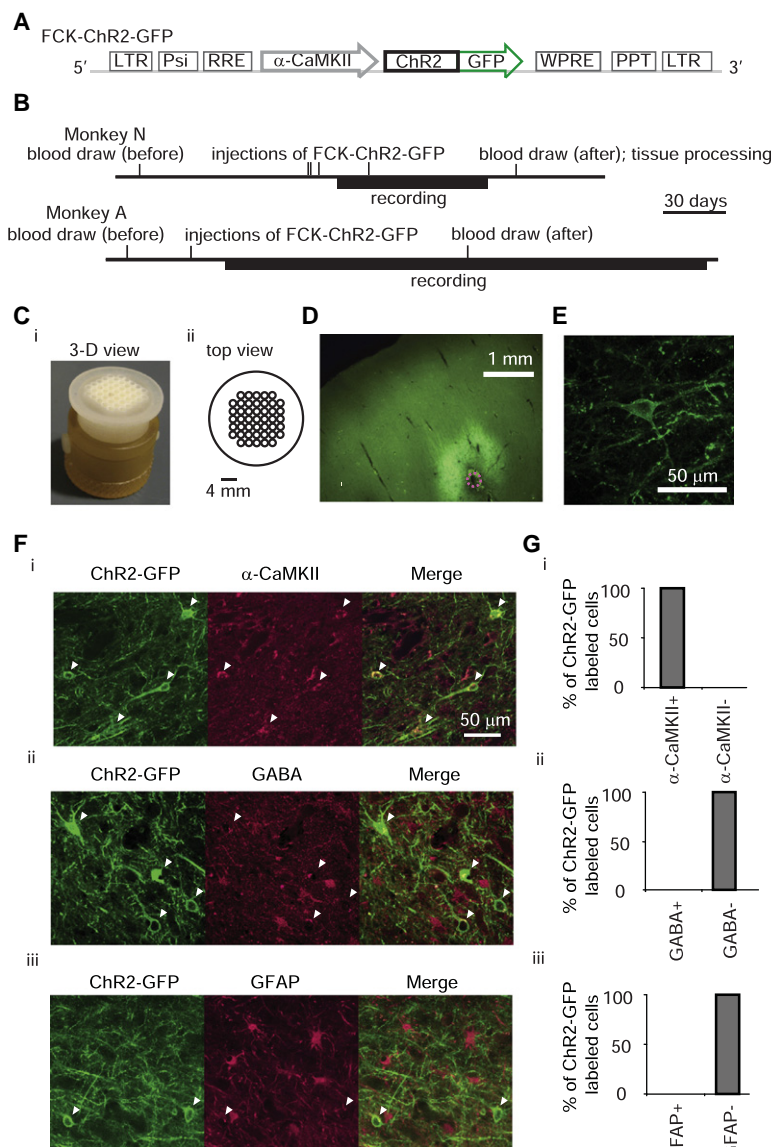 A
FCK-ChR2-GFP
5′ LTR Psi RRE α-CaMKII ChR2 GFP WPRE PPT LTR 3′
B
Monkey N
blood draw (before) injections of FCK-ChR2-GFP blood draw (after); tissue processing
recording
30 days
Monkey A
blood draw (before) injections of FCK-ChR2-GFP blood draw (after)
recording
C
i
3-D view
ii
top view
4 mm
D
1 mm
E
50 μm
F
i
ChR2-GFP α-CaMKII Merge
50 μm
ii
ChR2-GFP GABA Merge
iii
ChR2-GFP GFAP Merge
G
i
% of ChR2-GFP
labeled cells
100
50
0
α-CaMKII+
α-CaMKII-
ii
% of ChR2-GFP
labeled cells
100
50
0
GABA+
GABA-
iii
% of ChR2-GFP
labeled cells
100
50
0
FAP+
FAP-